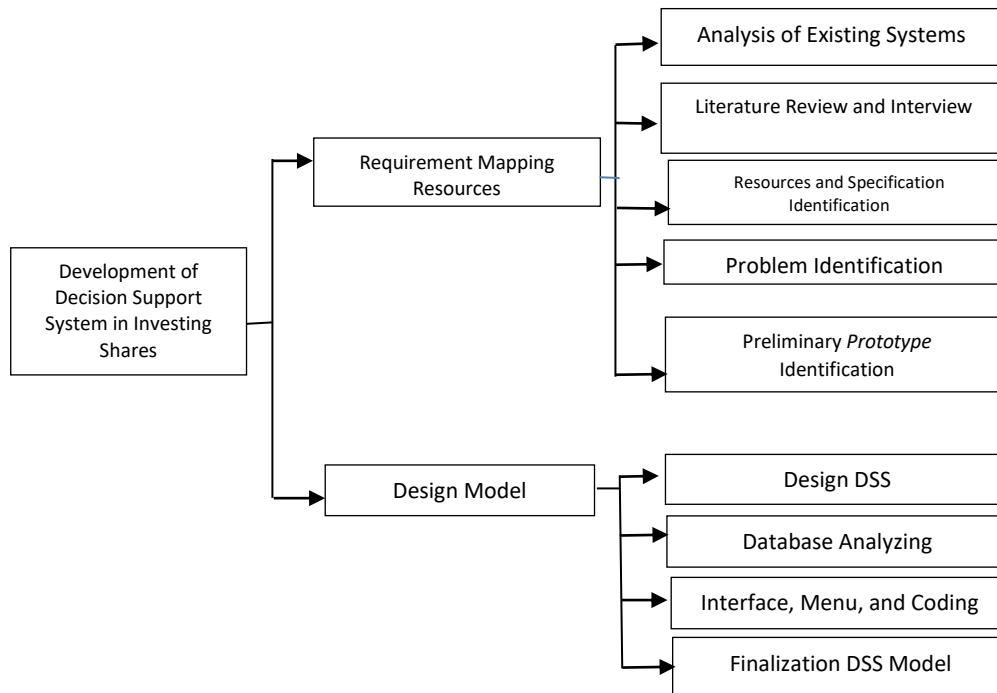 Development of
Decision Support
System in Investing
Shares
Requirement Mapping
Resources
Analysis of Existing Systems
Literature Review and Interview
Resources and Specification
Identification
Problem Identification
Preliminary Prototype
Identification
Design Model
Design DSS
Database Analyzing
Interface, Menu, and Coding
Finalization DSS Model